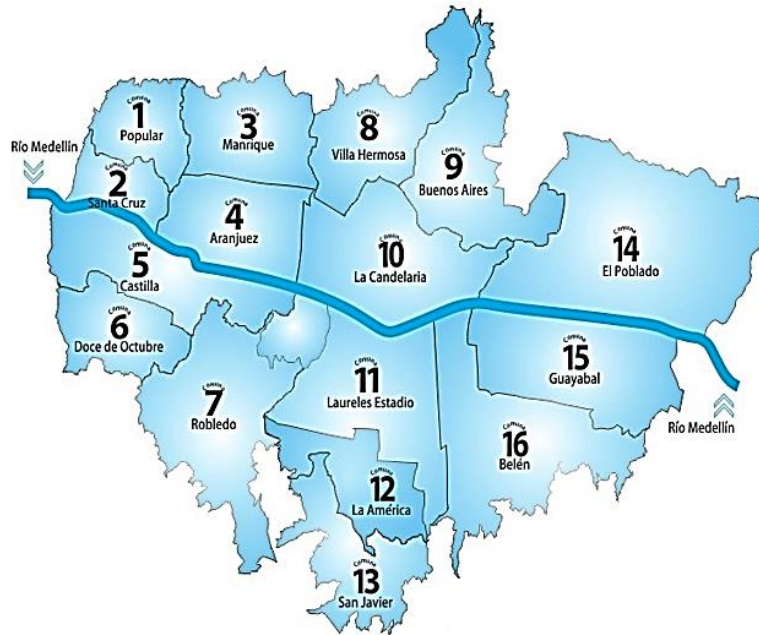 Comuna
1
Popular
Comuna
3
Manrique
Comuna
8
Villa Hermosa
Comuna
9
Buenos Aires
Río Medellín
Comuna
2
Santa Cruz
Comuna
4
Aranjuez
Comuna
10
La Candelaria
Comuna
14
El Poblado
Comuna
5
Castilla
Comuna
6
Doce de Octubre
Comuna
7
Robledo
Comuna
11
Laureles Estadio
Comuna
15
Guayabal
Río Medellín
Comuna
16
Belén
Comuna
12
La América
Comuna
13
San Javier